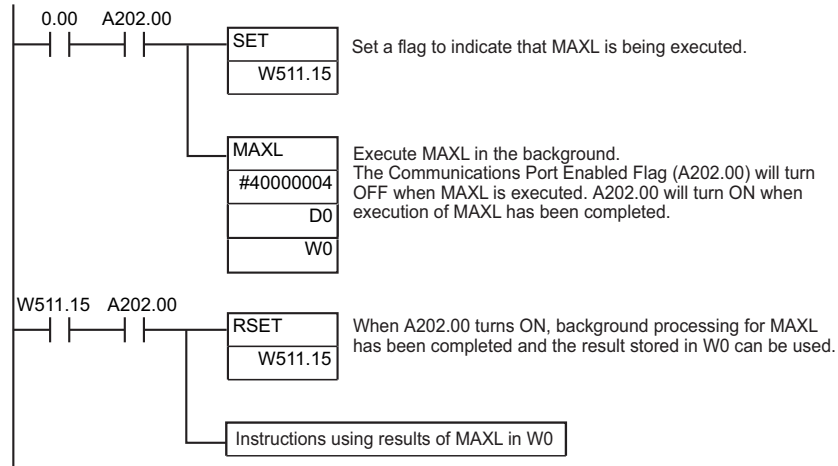 0.00 A202.00
SET
W511.15
Set a flag to indicate that MAXL is being executed.
MAXL
#40000004
D0
W0
Execute MAXL in the background.
The Communications Port Enabled Flag (A202.00) will turn
OFF when MAXL is executed. A202.00 will turn ON when
execution of MAXL has been completed.
W511.15 A202.00
RSET
W511.15
When A202.00 turns ON, background processing for MAXL
has been completed and the result stored in W0 can be used.
Instructions using results of MAXL in W0